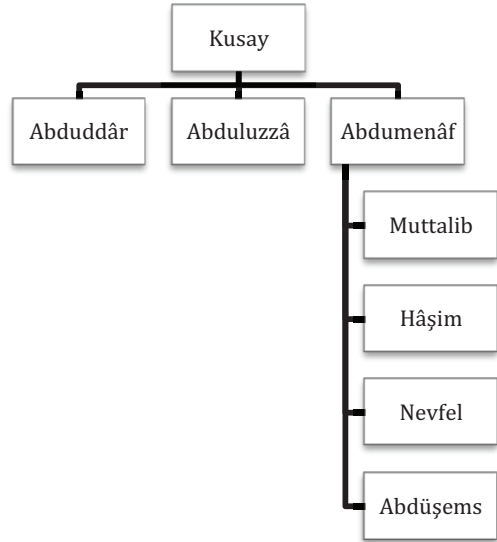 Kusay
Abduddâr
Abduluzzâ
Abdumenâf
Muttalib
Hâşim
Nevfel
Abdüşems